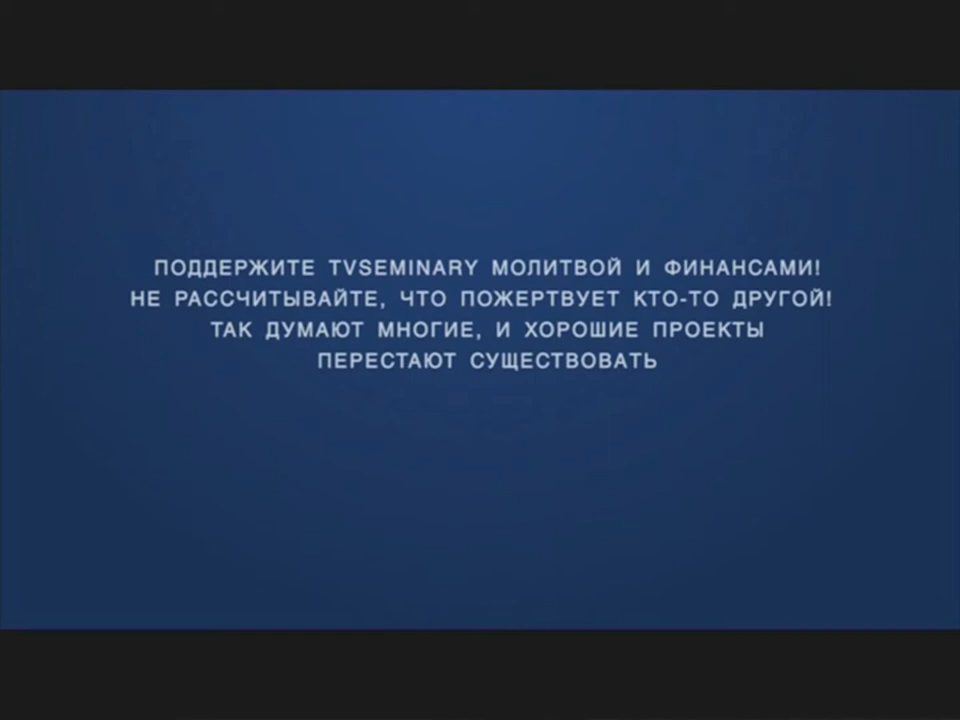 ПОДДЕРЖИТЕ TVSEMINARY МОЛИТВОЙ И ФИНАНСАМИ!
НЕ РАССЧИТЫВАЙТЕ, ЧТО ПОЖЕРТВУЕТ КТО-ТО ДРУГОЙ!
ТАК ДУМАЮТ МНОГИЕ, И ХОРОШИЕ ПРОЕКТЫ
ПЕРЕСТАЮТ СУЩЕСТВОВАТЬ